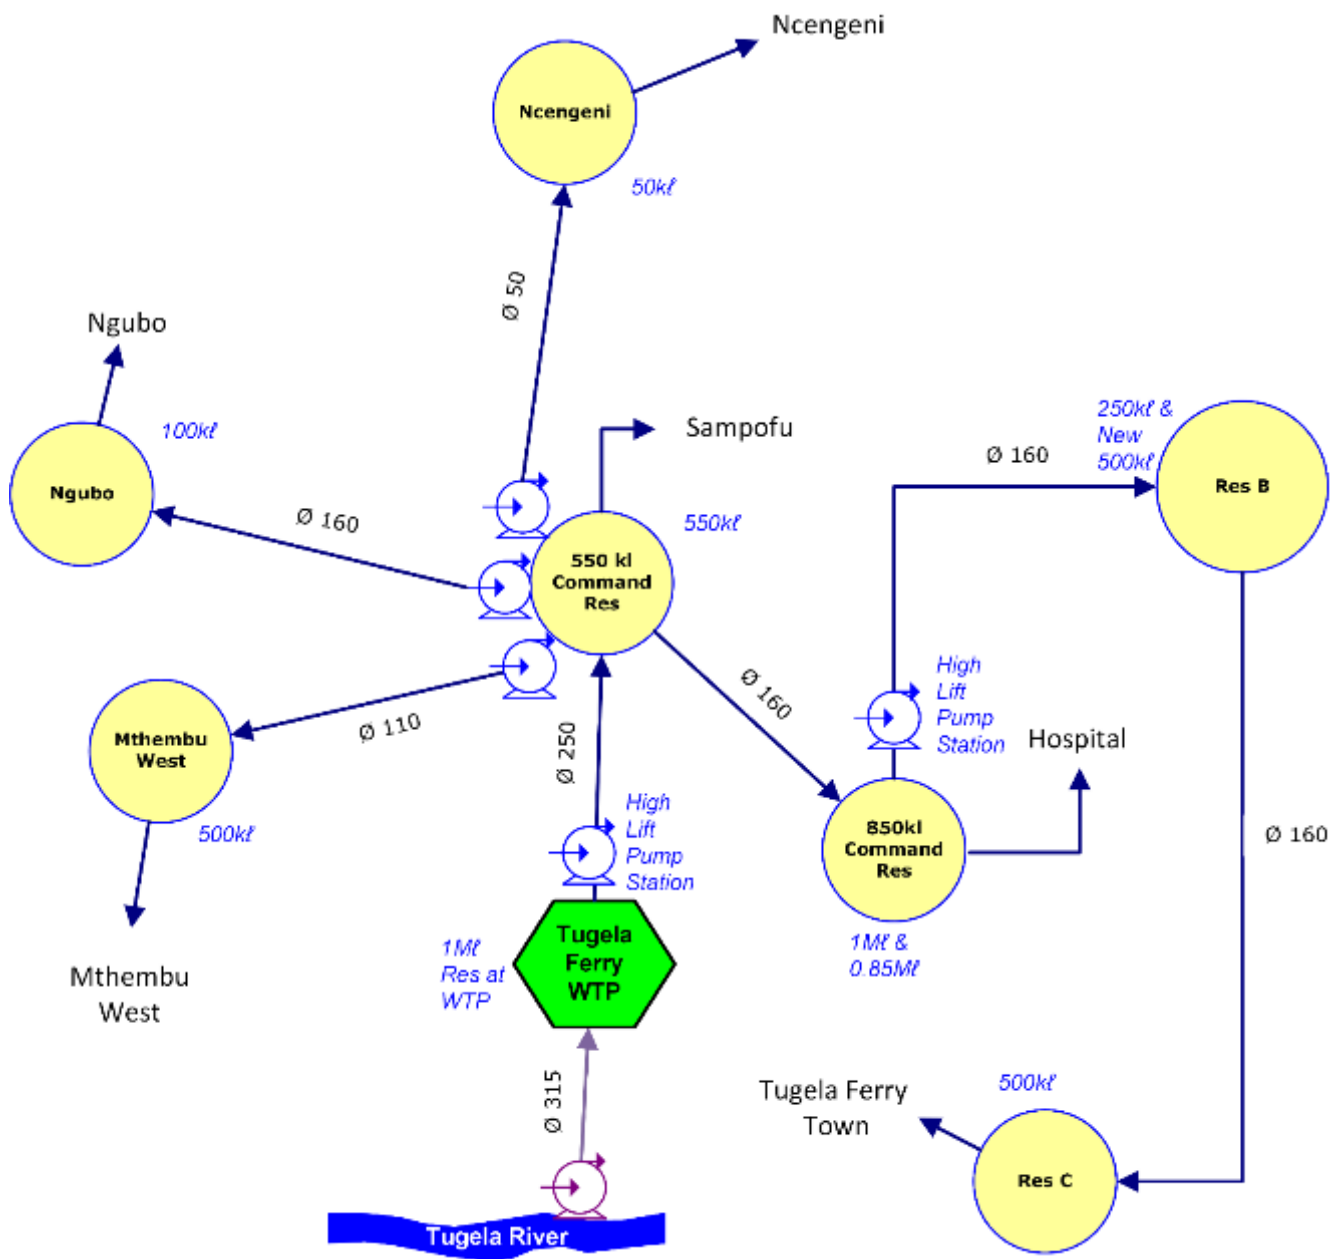 Ncengeni
Ncengeni
50kℓ
Ø 50
Ngubo
100kℓ
Ngubo
Ø 160
Sampofu
550kℓ
550 kl
Command
Res
Ø 160
250kℓ &
New
500kℓ
Res B
Mthembu
West
500kℓ
Ø 110
Mthembu
West
Ø 250
High
Lift
Pump
Station
Ø 160
High
Lift
Pump
Station
Hospital
850kl
Command
Res
1Mℓ &
0.85Mℓ
Ø 160
1Mℓ
Res at
WTP
Tugela
Ferry
WTP
Ø 315
Tugela River
Tugela Ferry
Town
500kℓ
Res C